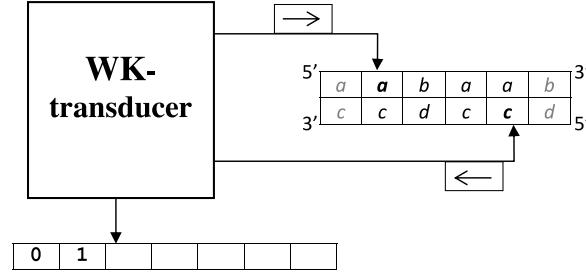 WK-
transducer
5’ a a b a a b 3’
3’ c c d c c d 5’
0 1